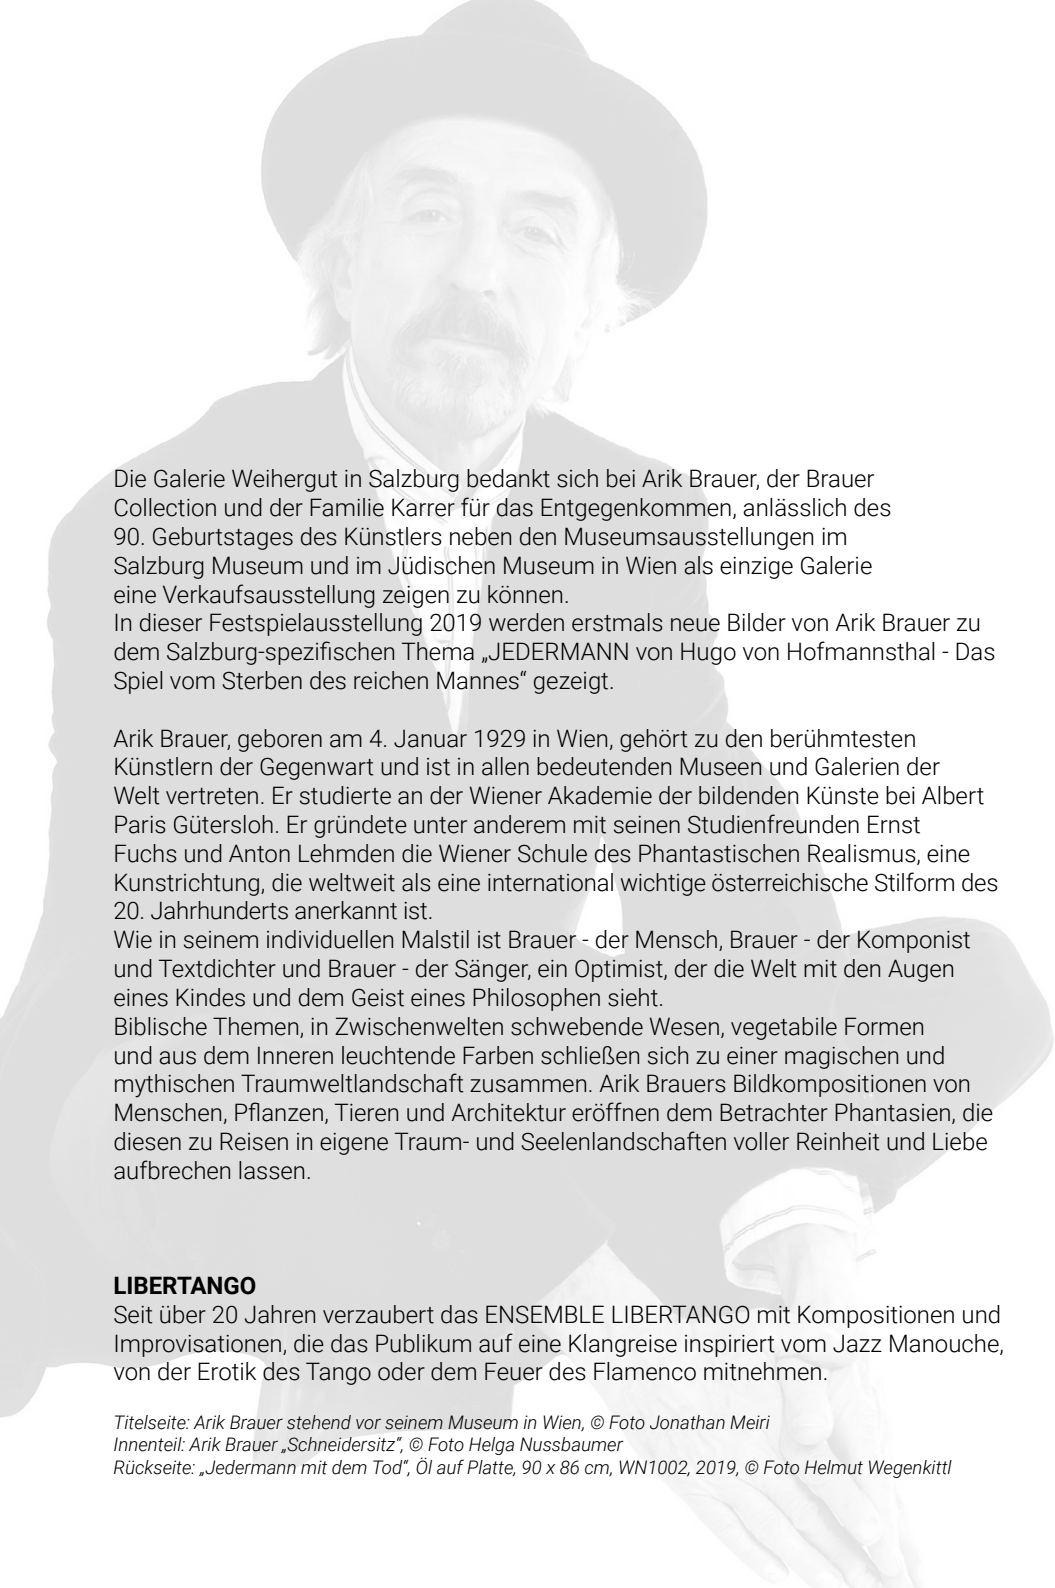 Die Galerie Weihergut in Salzburg bedankt sich bei Arik Brauer, der Brauer
Collection und der Familie Karrer für das Entgegenkommen, anlässlich des
90. Geburtstages des Künstlers neben den Museumsausstellungen im
Salzburg Museum und im Jüdischen Museum in Wien als einzige Galerie
eine Verkaufsausstellung zeigen zu können.
In dieser Festspielausstellung 2019 werden erstmals neue Bilder von Arik Brauer zu
dem Salzburg-spezifischen Thema „JEDERMANN von Hugo von Hofmannsthal - Das
Spiel vom Sterben des reichen Mannes“ gezeigt.
Arik Brauer, geboren am 4. Januar 1929 in Wien, gehört zu den berühmtesten
Künstlern der Gegenwart und ist in allen bedeutenden Museen und Galerien der
Welt vertreten. Er studierte an der Wiener Akademie der bildenden Künste bei Albert
Paris Gütersloh. Er gründete unter anderem mit seinen Studienfreunden Ernst
Fuchs und Anton Lehmden die Wiener Schule des Phantastischen Realismus, eine
Kunstrichtung, die weltweit als eine international wichtige österreichische Stilform des
20. Jahrhunderts anerkannt ist.
Wie in seinem individuellen Malstil ist Brauer - der Mensch, Brauer - der Komponist
und Textdichter und Brauer - der Sänger, ein Optimist, der die Welt mit den Augen
eines Kindes und dem Geist eines Philosophen sieht.
Biblische Themen, in Zwischenwelten schwebende Wesen, vegetabile Formen
und aus dem Inneren leuchtende Farben schließen sich zu einer magischen und
mythischen Traumweltlandschaft zusammen. Arik Brauers Bildkompositionen von
Menschen, Pflanzen, Tieren und Architektur eröffnen dem Betrachter Phantasien, die
diesen zu Reisen in eigene Traum- und Seelenlandschaften voller Reinheit und Liebe
aufbrechen lassen.
LIBERTANGO
Seit über 20 Jahren verzaubert das ENSEMBLE LIBERTANGO mit Kompositionen und
Improvisationen, die das Publikum auf eine Klangreise inspiriert vom Jazz Manouche,
von der Erotik des Tango oder dem Feuer des Flamenco mitnehmen.
Titelseite: Arik Brauer stehend vor seinem Museum in Wien, © Foto Jonathan Meiri
Innenteil: Arik Brauer „Schneidersitz“, © Foto Helga Nussbaumer
Rückseite: „Jedermann mit dem Tod“, Öl auf Platte, 90 x 86 cm, WN1002, 2019, © Foto Helmut Wegenkittl